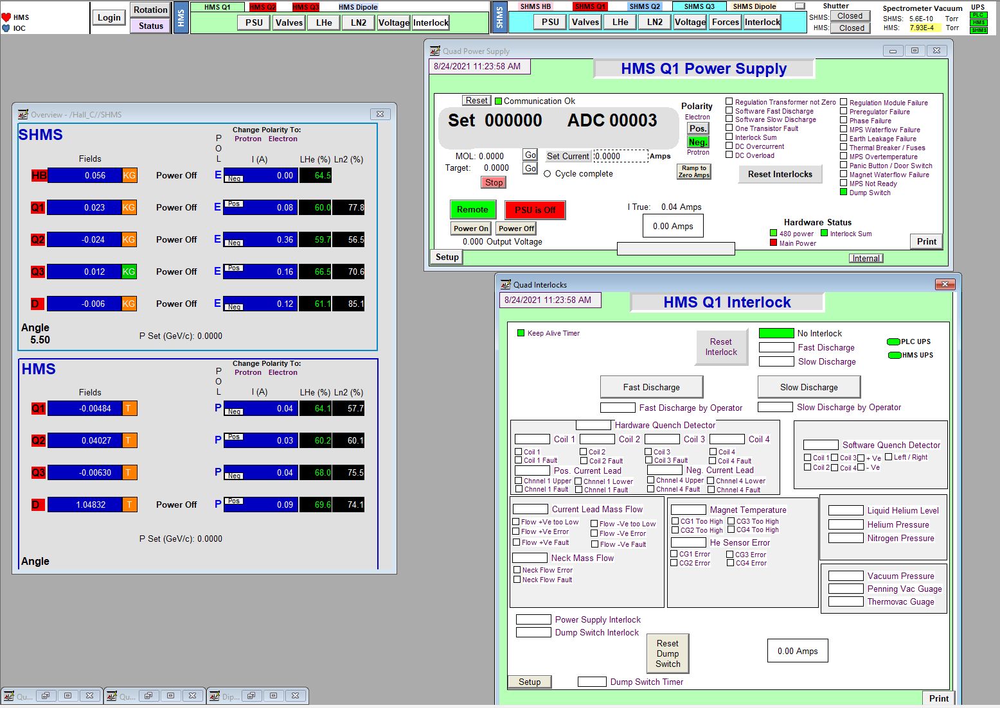 HMS
IOC
Login
Rotation
Status
HMS
HMS Q1 HMS Q2 HMS Q3 HMS Dipole
PSU Valves LHe LN2 Voltage Interlock
SHMS
SHMS HB SHMS Q1 SHMS Q2 SHMS Q3 SHMS Dipole
PSU Valves LHe LN2 Voltage Forces Interlock
Shutter
SHMS: Closed
HMS: Closed
Spectrometer Vacuum
SHMS: 5.6E-10 Torr
HMS: 7.93E-4 Torr
UPS
PLC
HMS
SHMS
Overview - /Hall_C//SHMS
SHMS
Change Polarity To:
Protron Electron
POL
Fields I (A) LHe (%) Ln2 (%)
HB 0.056 KG Power Off E Neg 0.00 64.5
Q1 0.023 KG Power Off E Pos 0.08 60.0 77.8
Q2 -0.024 KG Power Off E Neg 0.36 59.7 56.5
Q3 0.012 KG Power Off E Pos 0.16 66.5 70.6
D -0.006 KG Power Off E Neg 0.12 61.1 85.1
Angle
5.50
P Set (GeV/c): 0.0000
HMS
Change Polarity To:
Protron Electron
POL
Fields I (A) LHe (%) Ln2 (%)
Q1 -0.00484 T P Neg 0.04 64.1 57.7
Q2 0.04027 T P Pos 0.03 60.2 60.1
Q3 -0.00630 T P Neg 0.04 68.0 75.5
D 1.04832 T Power Off P Pos 0.09 69.6 74.1
P Set (GeV/c): 0.0000
Angle
Quad Power Supply
8/24/2021 11:23:58 AM
HMS Q1 Power Supply
Reset Communication Ok
Set 000000 ADC 00003
MOL: 0.0000 Go Set Current 0.0000 Amps
Target: 0.0000 Go Cycle complete
Stop
Polarity
Electron
Pos.
Neg.
Protron
Ramp to
Zero Amps
Regulation Transformer not Zero
Software Fast Discharge
Software Slow Discharge
One Transistor Fault
Interlock Sum
DC Overcurrent
DC Overload
Reset Interlocks
Regulation Module Failure
Preregulator Failure
Phase Failure
MPS Waterflow Failure
Earth Leakage Failure
Thermal Breaker / Fuses
MPS Overtemperature
Panic Button / Door Switch
Magnet Waterflow Failure
MPS Not Ready
Dump Switch
Remote PSU is Off
Power On Power Off
0.000 Output Voltage
I True: 0.04 Amps
0.00 Amps
Hardware Status
480 power Interlock Sum
Main Power
Setup
Print
Internal
Quad Interlocks
8/24/2021 11:23:58 AM
HMS Q1 Interlock
Keep Alive Timer
Reset
Interlock
No Interlock
Fast Discharge
Slow Discharge
PLC UPS
HMS UPS
Fast Discharge Slow Discharge
Fast Discharge by Operator Slow Discharge by Operator
Hardware Quench Detector
Coil 1 Coil 2 Coil 3 Coil 4
Coil 1 Coil 2 Coil 3 Coil 4
Coil 1 Fault Coil 2 Fault Coil 3 Fault Coil 4 Fault
Pos. Current Lead Neg. Current Lead
Chnnel 1 Upper Chnnel 1 Lower Chnnel 4 Upper Chnnel 4 Lower
Chnnel 1 Fault Chnnel 1 Fault Chnnel 4 Fault Chnnel 4 Fault
Software Quench Detector
Coil 1 Coil 3 + Ve Left / Right
Coil 2 Coil 4 - Ve
Current Lead Mass Flow
Flow +Ve too Low Flow -Ve too Low
Flow +Ve Error Flow -Ve Error
Flow +Ve Fault Flow -Ve Fault
Neck Mass Flow
Neck Flow Error
Neck Flow Fault
Magnet Temperature
CG1 Too High CG3 Too High
CG2 Too High CG4 Too High
He Sensor Error
CG1 Error CG3 Error
CG2 Error CG4 Error
Liquid Helium Level
Helium Pressure
Nitrogen Pressure
Vacuum Pressure
Penning Vac Guage
Thermovac Guage
Power Supply Interlock
Dump Switch Interlock
Reset
Dump
Switch
0.00 Amps
Setup Dump Switch Timer
Print
Qu... Qu... Dip...